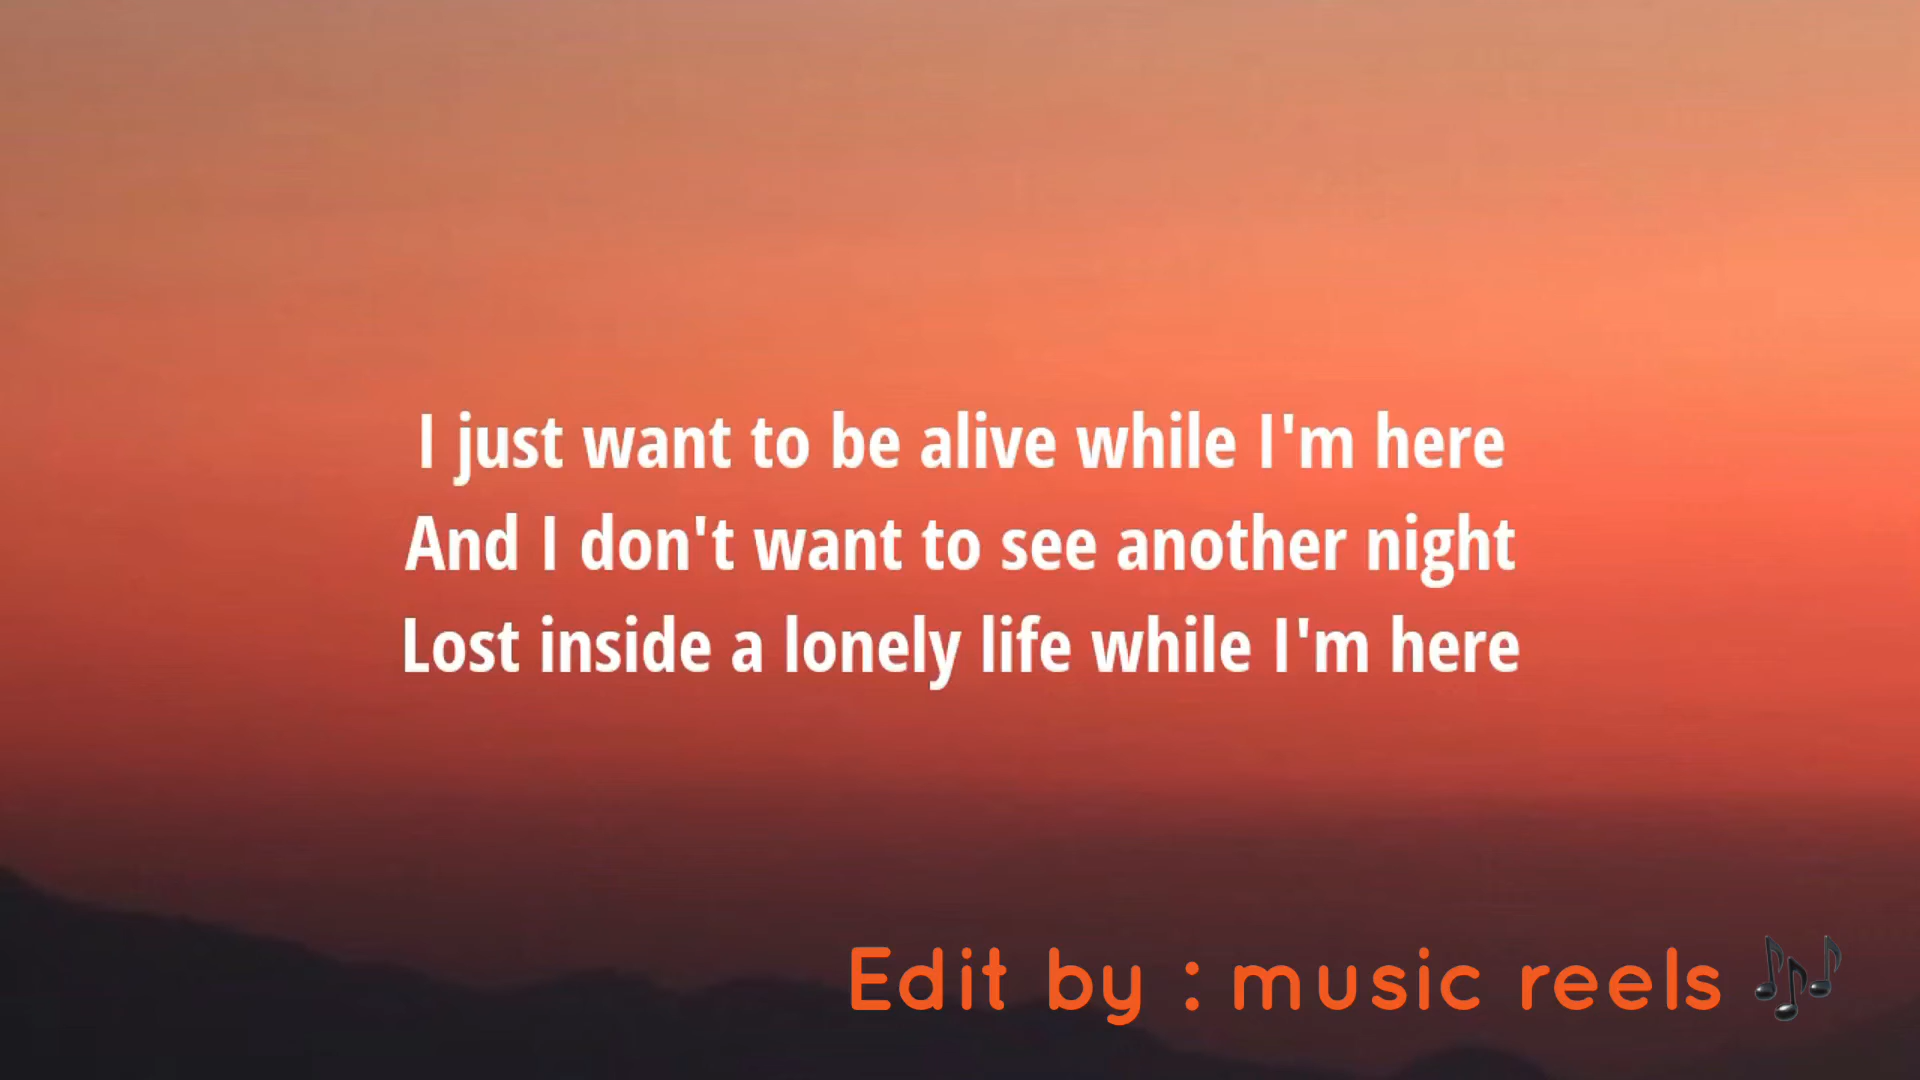 I just want to be alive while I'm here
And I don't want to see another night
Lost inside a lonely life while I'm here
Edit by : music reels 🎶